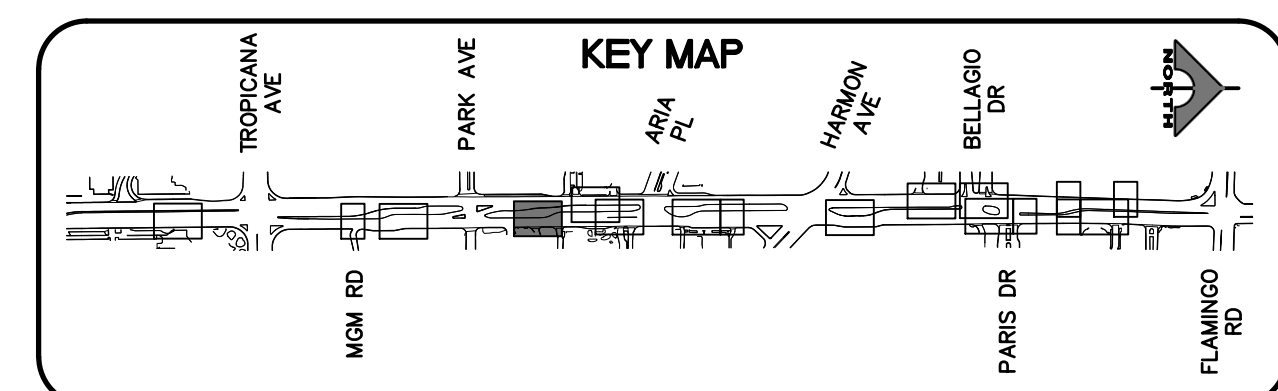 KEY MAP
TROPICANA
AVE
PARK AVE
ARIA
PL
HARMON
AVE
BELLAGIO
DR
NORTH
MGM RD
PARIS DR
FLAMINGO
RD